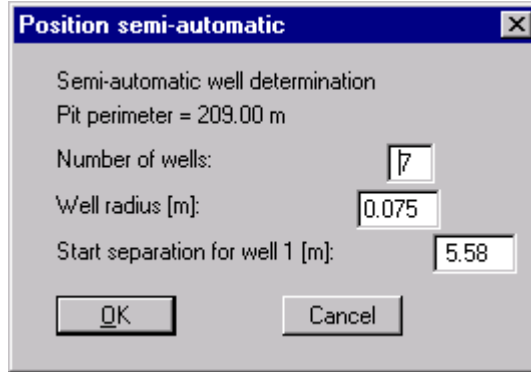 Position semi-automatic
Semi-automatic well determination
Pit perimeter = 209.00 m
Number of wells: 7
Well radius [m]: 0.075
Start separation for well 1 [m]: 5.58
OK Cancel